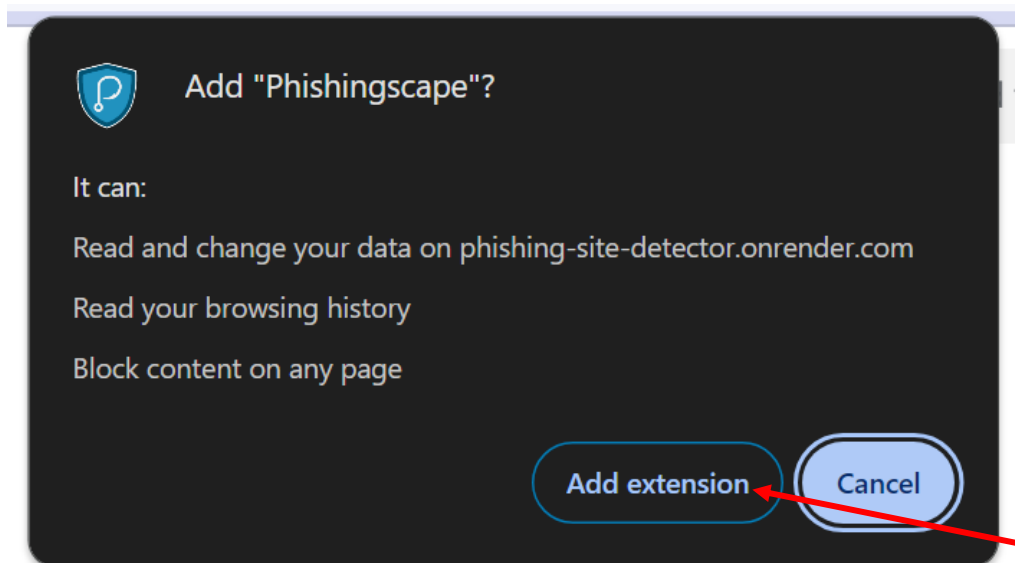 Add "Phishingscape"?
It can:
Read and change your data on phishing-site-detector.onrender.com
Read your browsing history
Block content on any page
Add extension
Cancel